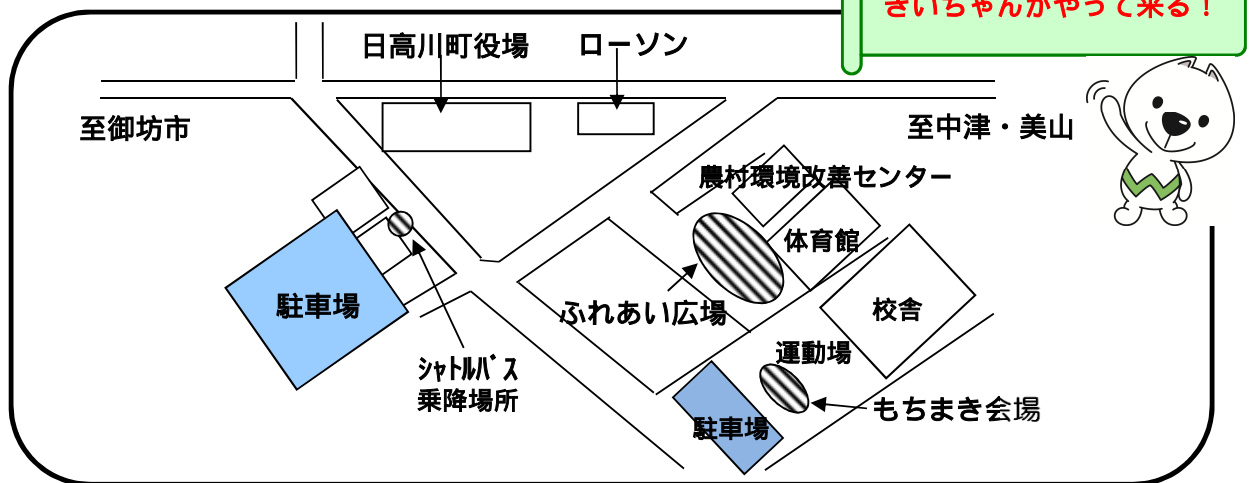 きいちゃんがやって来る！
日高川町役場
ローソン
至御坊市
至中津・美山
農村環境改善センター
体育館
駐車場
ふれあい広場
校舎
運動場
ｼｬﾄﾙﾊﾞｽ
乗降場所
もちまき会場
駐車場